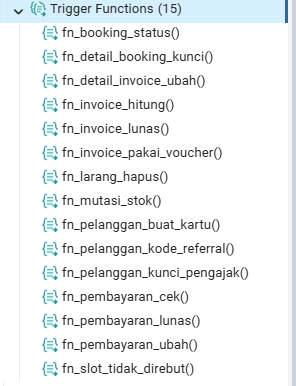 Trigger Functions (15)
fn_booking_status()
fn_detail_booking_kunci()
fn_detail_invoice_ubah()
fn_invoice_hitung()
fn_invoice_lunas()
fn_invoice_pakai_voucher()
fn_larang_hapus()
fn_mutasi_stok()
fn_pelanggan_buat_kartu()
fn_pelanggan_kode_referral()
fn_pelanggan_kunci_pengajak()
fn_pembayaran_cek()
fn_pembayaran_lunas()
fn_pembayaran_ubah()
fn_slot_tidak_direbut()